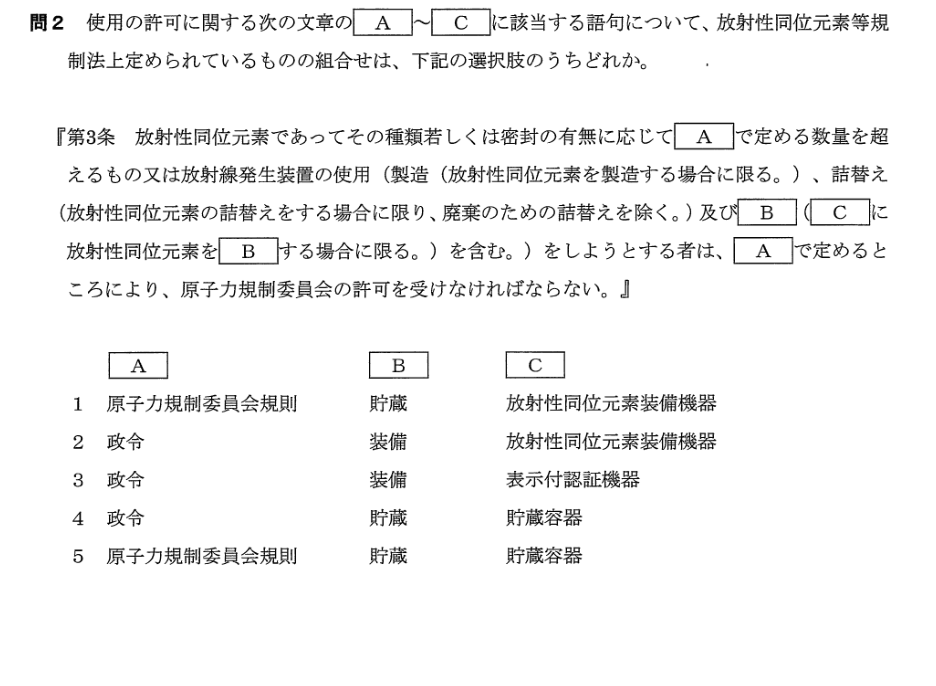 問2 使用の許可に関する次の文章の A ~ C に該当する語句について、放射性同位元素等規
制法上定められているものの組合せは、下記の選択肢のうちどれか。
『第3条 放射性同位元素であってその種類若しくは密封の有無に応じて A で定める数量を超
えるもの又は放射線発生装置の使用(製造(放射性同位元素を製造する場合に限る。)、詰替え
(放射性同位元素の詰替えをする場合に限り、廃棄のための詰替えを除く。)及び B ( C に
放射性同位元素を B する場合に限る。)を含む。)をしようとする者は、 A で定めると
ころにより、原子力規制委員会の許可を受けなければならない。』
A B C
1 原子力規制委員会規則 貯蔵 放射性同位元素装備機器
2 政令 装備 放射性同位元素装備機器
3 政令 装備 表示付認証機器
4 政令 貯蔵 貯蔵容器
5 原子力規制委員会規則 貯蔵 貯蔵容器